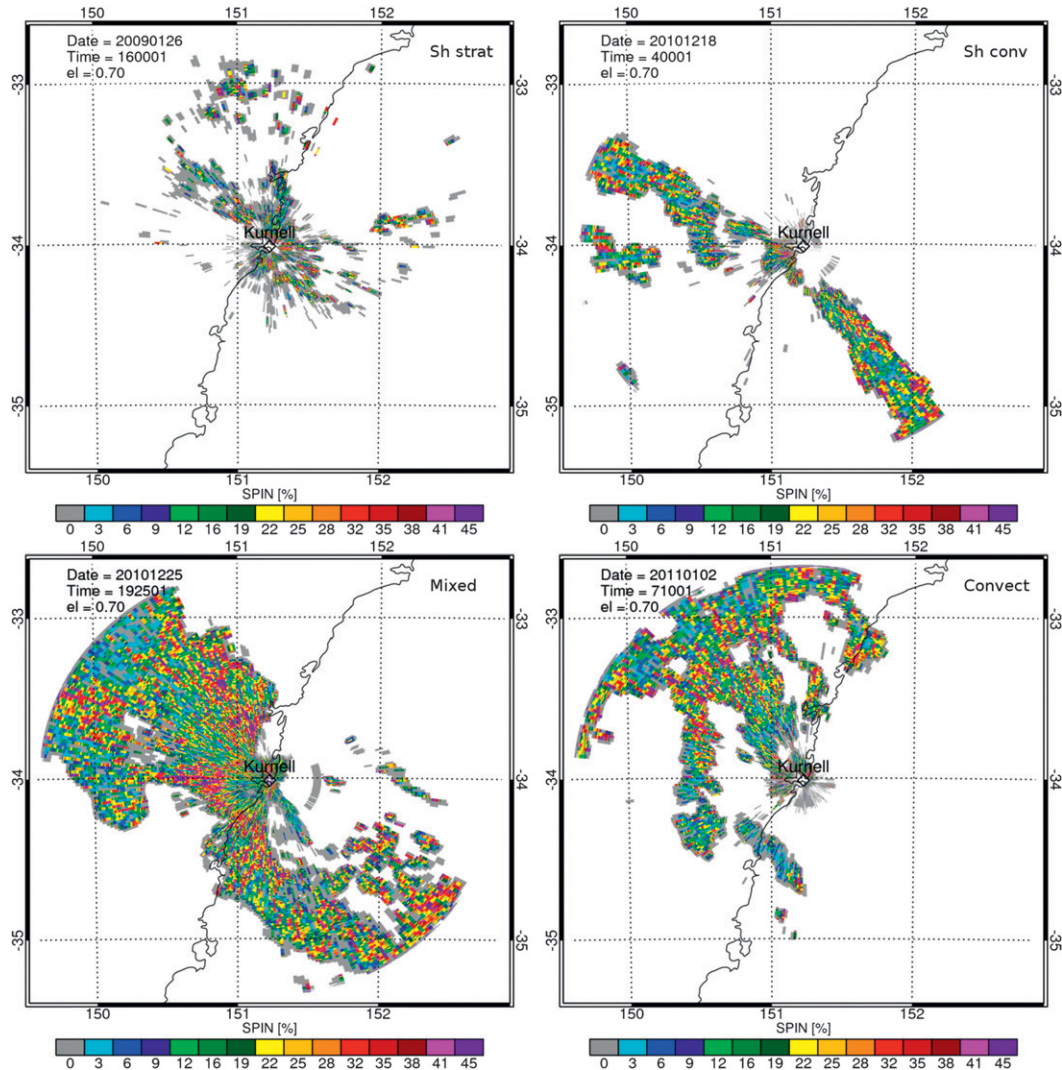 150 151 152
Date = 20090126
Time = 160001
el = 0.70
Sh strat
-33
-33
Kurnell
-34
-34
-35
-35
150 151 152
SPIN [%]
0 3 6 9 12 16 19 22 25 28 32 35 38 41 45
150 151 152
Date = 20101218
Time = 40001
el = 0.70
Sh conv
-33
-33
Kurnell
-34
-34
-35
-35
150 151 152
SPIN [%]
0 3 6 9 12 16 19 22 25 28 32 35 38 41 45
150 151 152
Date = 20101225
Time = 192501
el = 0.70
Mixed
-33
-33
Kurnell
-34
-34
-35
-35
150 151 152
SPIN [%]
0 3 6 9 12 16 19 22 25 28 32 35 38 41 45
150 151 152
Date = 20110102
Time = 71001
el = 0.70
Convect
-33
-33
Kurnell
-34
-34
-35
-35
150 151 152
SPIN [%]
0 3 6 9 12 16 19 22 25 28 32 35 38 41 45